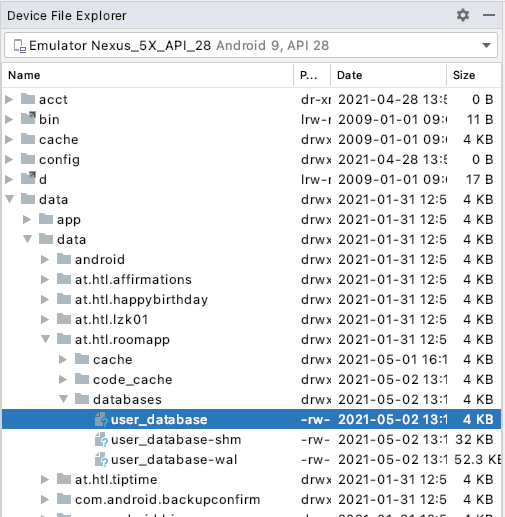 Device File Explorer
Emulator Nexus_5X_API_28 Android 9, API 28
Name P... Date Size
acct dr-xr 2021-04-28 13:5 0 B
bin lrw-r 2009-01-01 09:0 11 B
cache drwx 2009-01-01 09:0 4 KB
config drwx 2021-04-28 13:5 0 B
d lrw-r 2009-01-01 09:0 17 B
data drwx 2021-01-31 12:5 4 KB
app drwx 2021-01-31 12:5 4 KB
data drwx 2021-01-31 12:5 4 KB
android drwx 2021-01-31 12:5 4 KB
at.htl.affirmations drwx 2021-01-31 12:5 4 KB
at.htl.happybirthday drwx 2021-01-31 12:5 4 KB
at.htl.lzk01 drwx 2021-01-31 12:5 4 KB
at.htl.roomapp drwx 2021-01-31 12:5 4 KB
cache drwx 2021-05-01 16:1 4 KB
code_cache drwx 2021-05-02 13:1 4 KB
databases drwx 2021-05-02 13:1 4 KB
user_database -rw- 2021-05-02 13:1 4 KB
user_database-shm -rw- 2021-05-02 13:1 32 KB
user_database-wal -rw- 2021-05-02 13:1 52.3 KB
at.htl.tiptime drwx 2021-01-31 12:5 4 KB
com.android.backupconfirm drwx 2021-01-31 12:5 4 KB